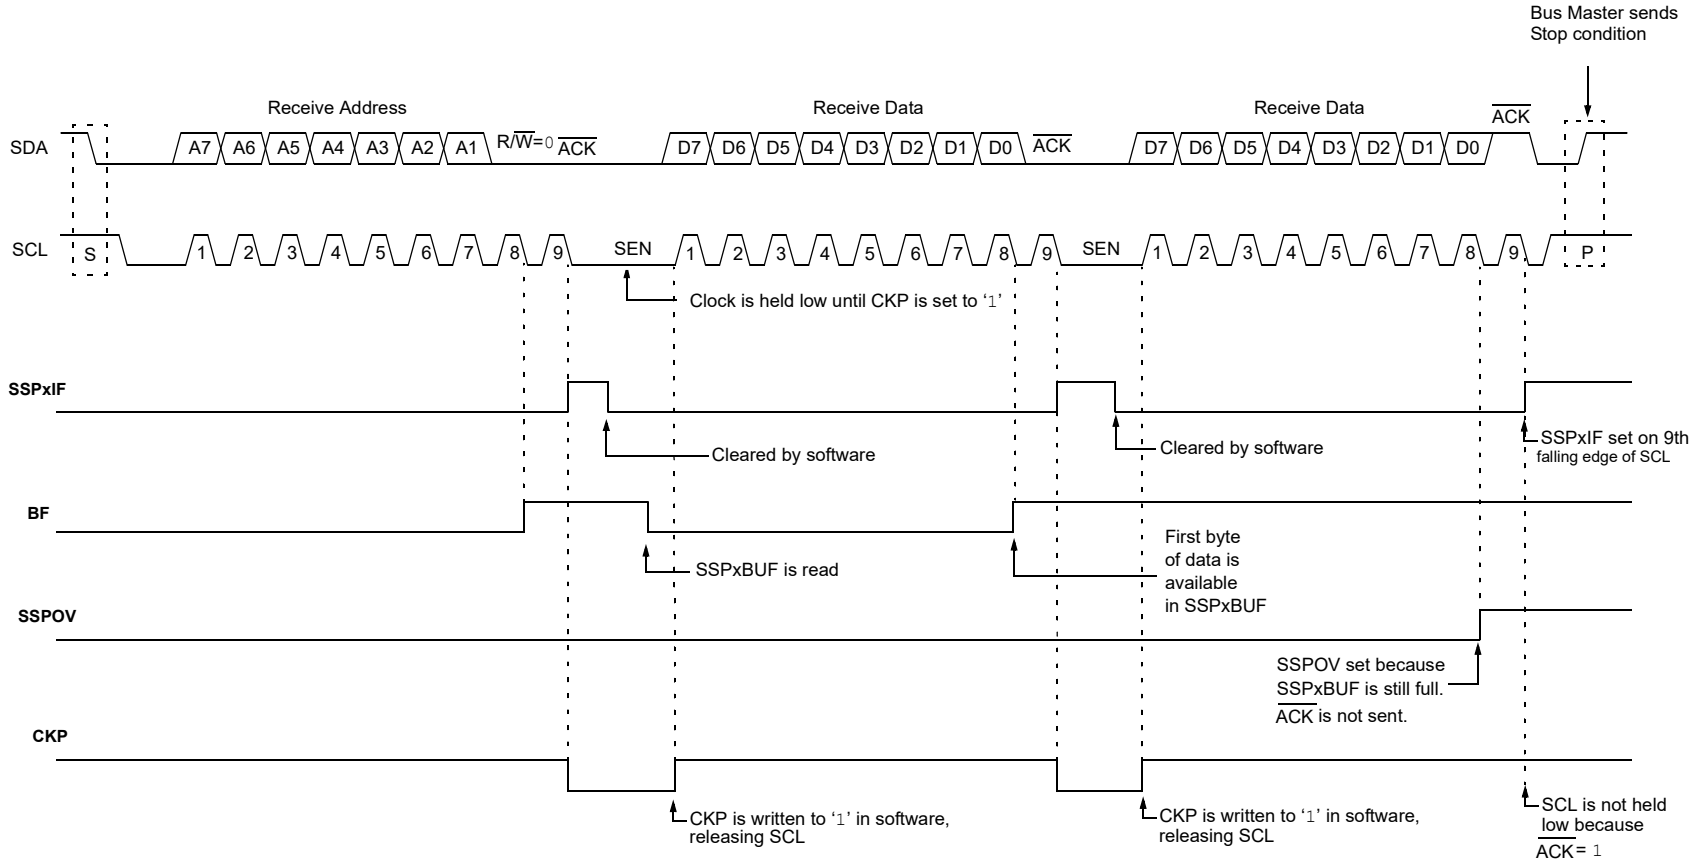 Bus Master sends
Stop condition
Receive Address
Receive Data
Receive Data
ACK
SDA
A7 A6 A5 A4 A3 A2 A1 R/W=0 ACK
D7 D6 D5 D4 D3 D2 D1 D0 ACK
D7 D6 D5 D4 D3 D2 D1 D0
SCL
S 1 2 3 4 5 6 7 8 9 SEN 1 2 3 4 5 6 7 8 9 SEN 1 2 3 4 5 6 7 8 9 P
Clock is held low until CKP is set to ‘1’
SSPxIF
Cleared by software
Cleared by software
SSPxIF set on 9th
falling edge of SCL
BF
SSPxBUF is read
First byte
of data is
available
in SSPxBUF
SSPOV
SSPOV set because
SSPxBUF is still full.
ACK is not sent.
CKP
CKP is written to ‘1’ in software,
releasing SCL
CKP is written to ‘1’ in software,
releasing SCL
SCL is not held
low because
ACK= 1